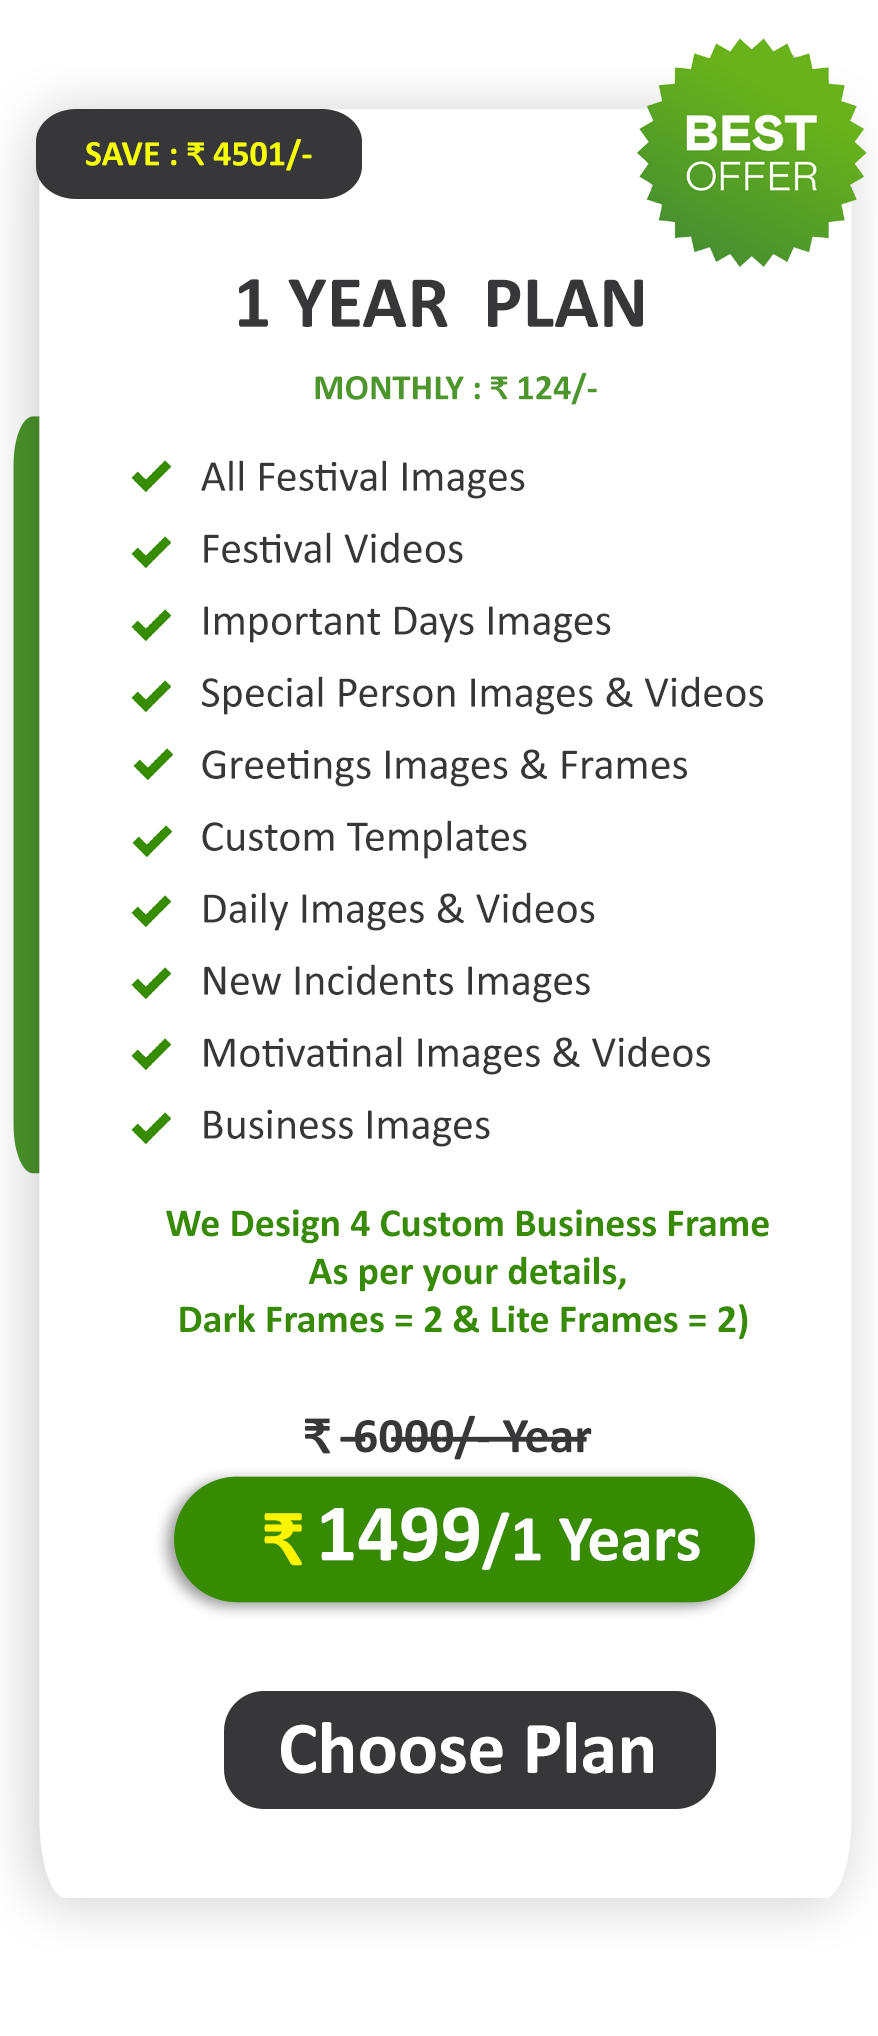 SAVE : ₹ 4501/-
BEST
OFFER
1 YEAR PLAN
MONTHLY : ₹ 124/-
All Festival Images
Festival Videos
Important Days Images
Special Person Images & Videos
Greetings Images & Frames
Custom Templates
Daily Images & Videos
New Incidents Images
Motivatinal Images & Videos
Business Images
We Design 4 Custom Business Frame
As per your details,
Dark Frames = 2 & Lite Frames = 2)
₹ 6000/- Year
₹ 1499/1 Years
Choose Plan